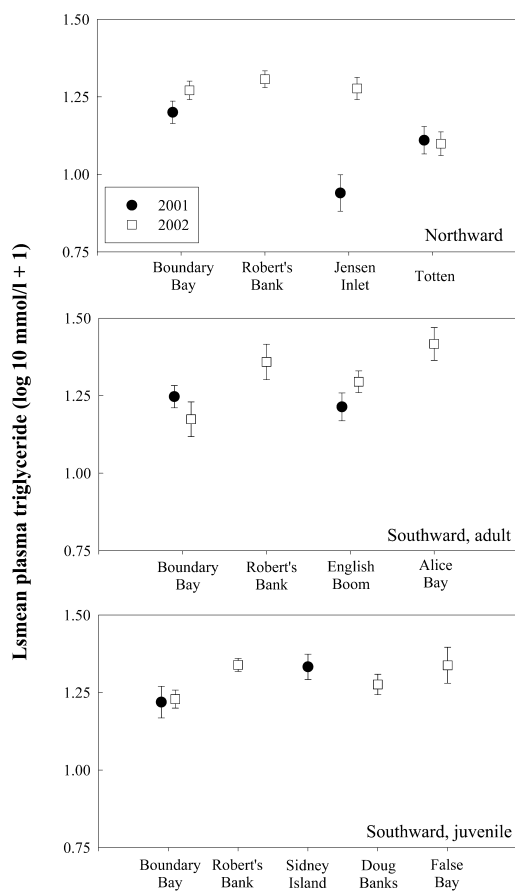 Lsmean plasma triglyceride (log 10 mmol/l + 1)
1.50
1.25
1.00
0.75
2001
2002
Northward
Boundary Bay
Robert's Bank
Jensen Inlet
Totten
1.50
1.25
1.00
0.75
Southward, adult
Boundary Bay
Robert's Bank
English Boom
Alice Bay
1.50
1.25
1.00
0.75
Southward, juvenile
Boundary Bay
Robert's Bank
Sidney Island
Doug Banks
False Bay